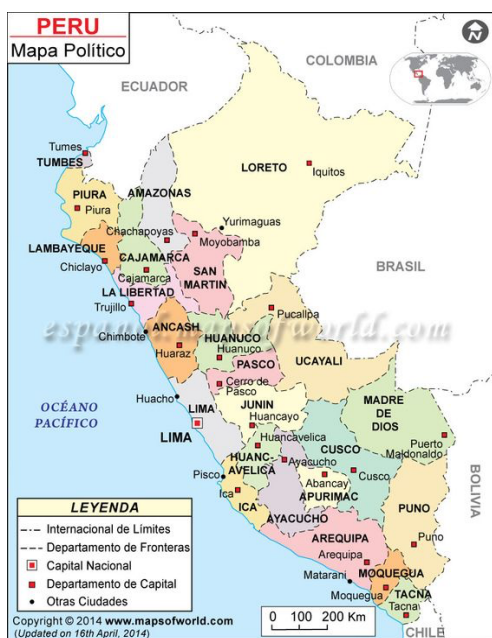 PERU
Mapa Político
N
COLOMBIA
ECUADOR
Tumes
TUMBES
LORETO
Iquitos
PIURA
Piura
AMAZONAS
Yurimaguas
Chachapoyas
Moyobamba
LAMBAYEQUE
CAJAMARCA
Chiclayo
Cajamarca
SAN
MARTIN
BRASIL
LA LIBERTAD
Trujillo
Pucalipa
espanol.mapsofworld.com
Chimbote
ANCASH
HUANUCO
Huanuco
Huaraz
UCAYALI
PASCO
Cerro de
Pasco
Huacho
LIMA
JUNIN
MADRE
DE
DIOS
OCÉANO
PACÍFICO
Huancayo
LIMA
Huancavelica
CUSCO
Puerto
Maldonaldo
HUANC-
AVELICA
Ayacucho
Cusco
Pisco
Abancay
Ica
APURIMAC
BOLIVIA
ICA
PUNO
AYACUCHO
LEYENDA
Internacional de Límites
Departamento de Fronteras
Capital Nacional
Departamento de Capital
Otras Ciudades
AREQUIPA
Puno
Arequipa
Matarani
MOQUEGUA
Moquegua
TACNA
Tacna
0
200 Km
CHILE
Copyright © 2014 www.mapsofworld.com
(Updated on 16th April, 2014)